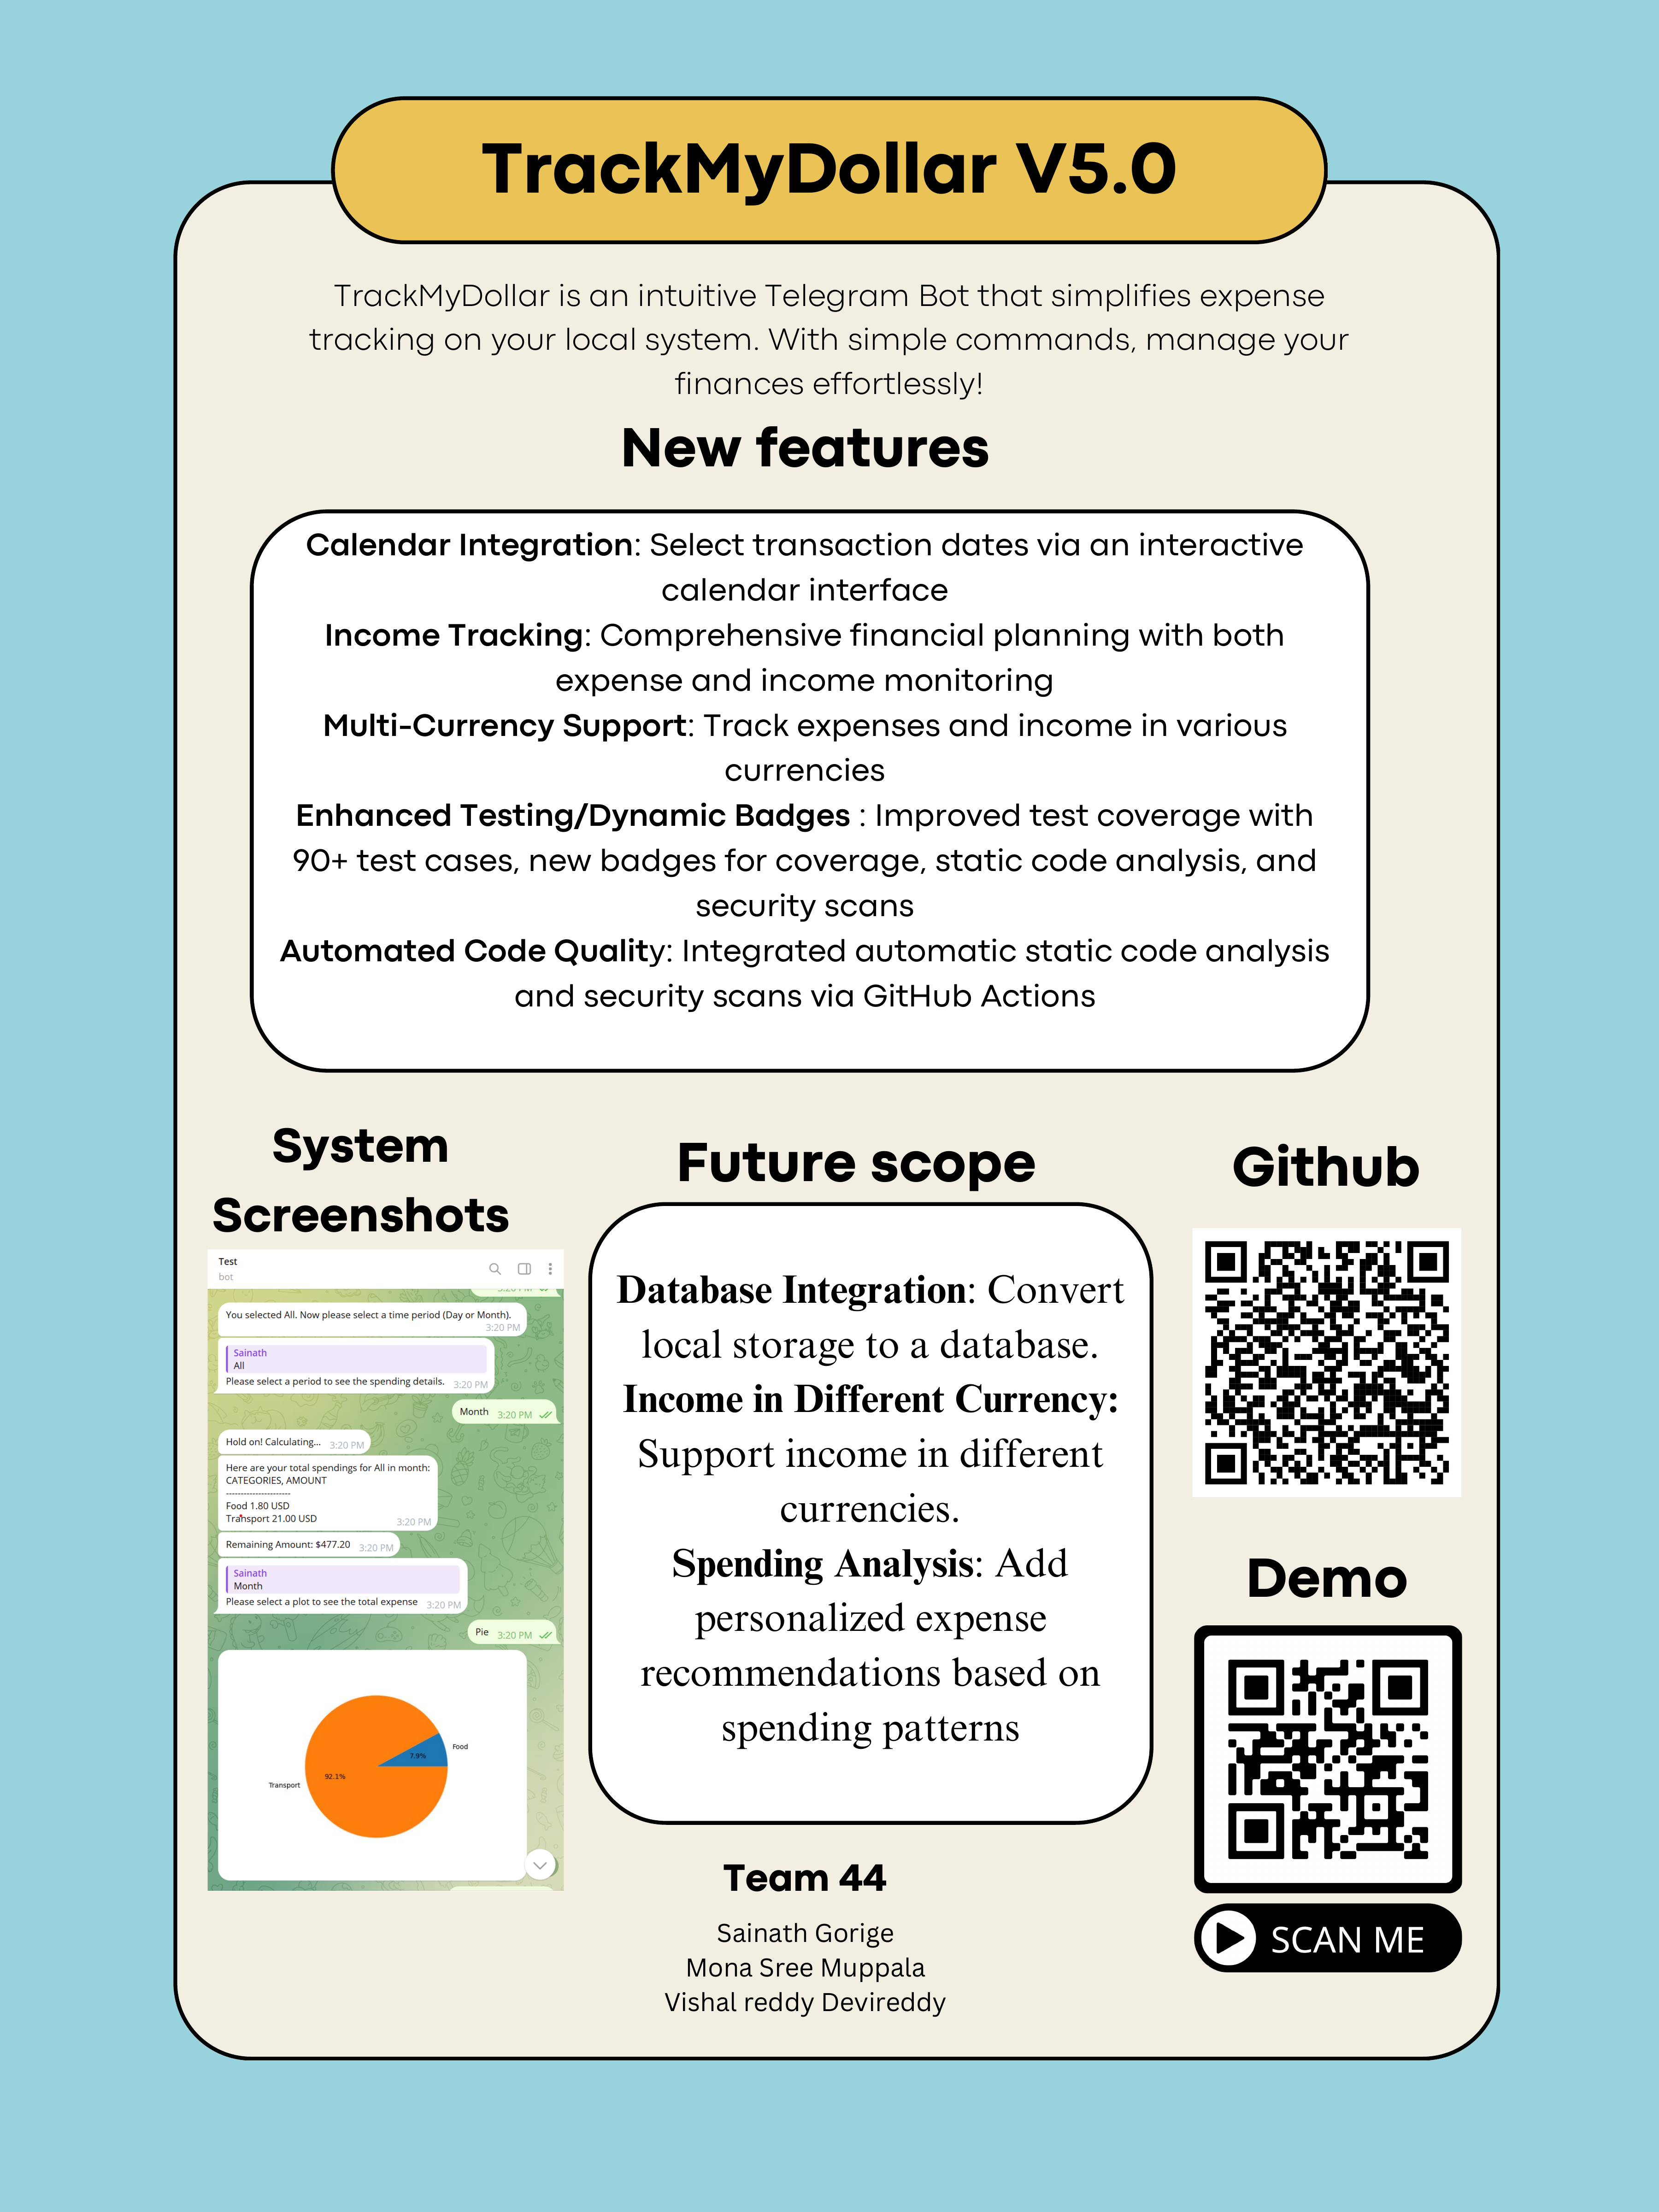 TrackMyDollar V5.0
TrackMyDollar is an intuitive Telegram Bot that simplifies expense
tracking on your local system. With simple commands, manage your
finances effortlessly!
New features
Calendar Integration: Select transaction dates via an interactive
calendar interface
Income Tracking: Comprehensive financial planning with both
expense and income monitoring
Multi-Currency Support: Track expenses and income in various
currencies
Enhanced Testing/Dynamic Badges : Improved test coverage with
90+ test cases, new badges for coverage, static code analysis, and
security scans
Automated Code Quality: Integrated automatic static code analysis
and security scans via GitHub Actions
System
Screenshots
Test
bot
You selected All. Now please select a time period (Day or Month).
3:20 PM
Sainath
All
Please select a period to see the spending details. 3:20 PM
Month 3:20 PM
Hold on! Calculating... 3:20 PM
Here are your total spendings for All in month:
CATEGORIES, AMOUNT
----------------------
Food 1.80 USD
Transport 21.00 USD 3:20 PM
Remaining Amount: $477.20 3:20 PM
Sainath
Month
Please select a plot to see the total expense 3:20 PM
Pie 3:20 PM
Food
7.9%
92.1%
Transport
Future scope
Database Integration: Convert
local storage to a database.
Income in Different Currency:
Support income in different
currencies.
Spending Analysis: Add
personalized expense
recommendations based on
spending patterns
Team 44
Sainath Gorige
Mona Sree Muppala
Vishal reddy Devireddy
Github
Demo
SCAN ME